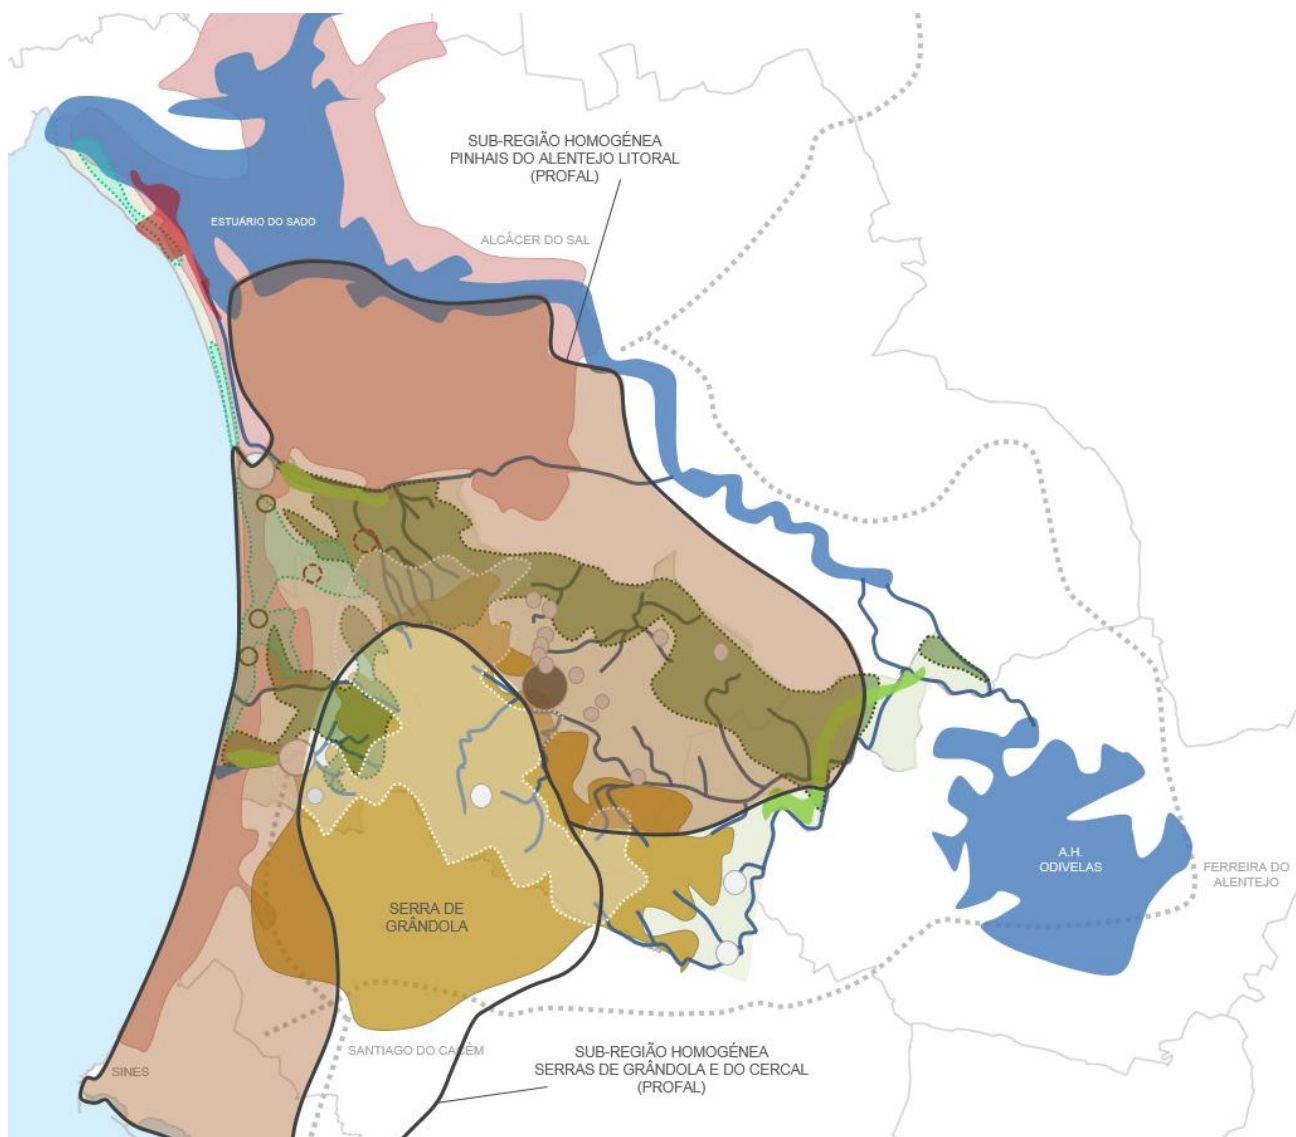 SUB-REGIÃO HOMOGÉNEA
PINHAIS DO ALENTEJO LITORAL
(PROFAL)
ESTUÁRIO DO SADO
ALCÁCER DO SAL
A.H.
ODIVELAS
FERREIRA DO
ALENTEJO
SERRA DE
GRÂNDOLA
SANTIAGO DO CACÉM
SUB-REGIÃO HOMOGÉNEA
SERRAS DE GRÂNDOLA E DO CERCAL
(PROFAL)
SINES